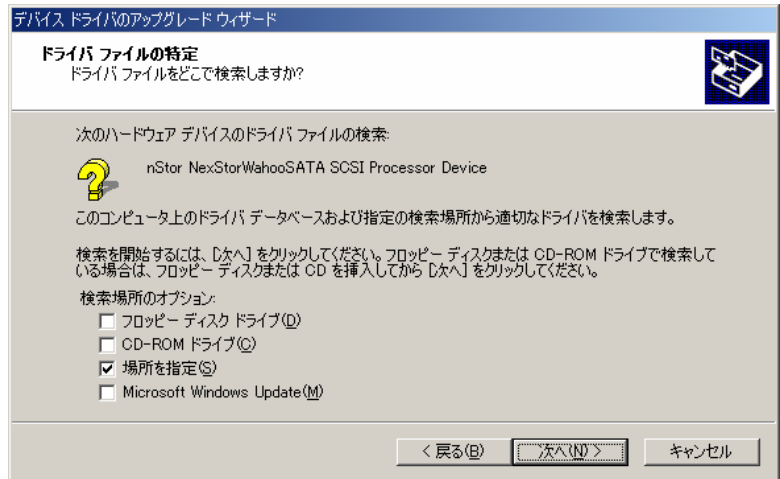 デバイス ドライバのアップグレード ウィザード
ドライバ ファイルの特定
ドライバ ファイルをどこで検索しますか?
次のハードウェア デバイスのドライバ ファイルの検索:
nStor NexStorWahooSATA SCSI Processor Device
このコンピュータ上のドライバ データベースおよび指定の検索場所から適切なドライバを検索します。
検索を開始するには、[次へ] をクリックしてください。フロッピー ディスクまたは CD-ROM ドライブで検索して
いる場合は、フロッピー ディスクまたは CD を挿入してから [次へ] をクリックしてください。
検索場所のオプション:
フロッピー ディスク ドライブ(D)
CD-ROM ドライブ(C)
場所を指定(S)
Microsoft Windows Update(M)
< 戻る(B) 次へ(N) > キャンセル